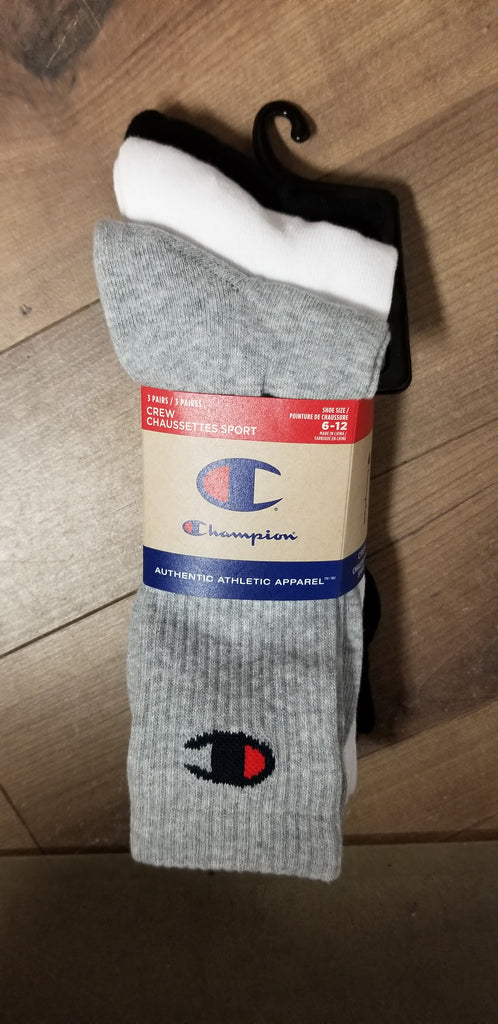 3 PAIRS / 3 PAIRES
CREW
CHAUSSETTES SPORT
SHOE SIZE /
POINTURE DE CHAUSSURE
6-12
MADE IN CHINA /
FABRIQUÉ EN CHINE
Champion
AUTHENTIC ATHLETIC APPAREL™